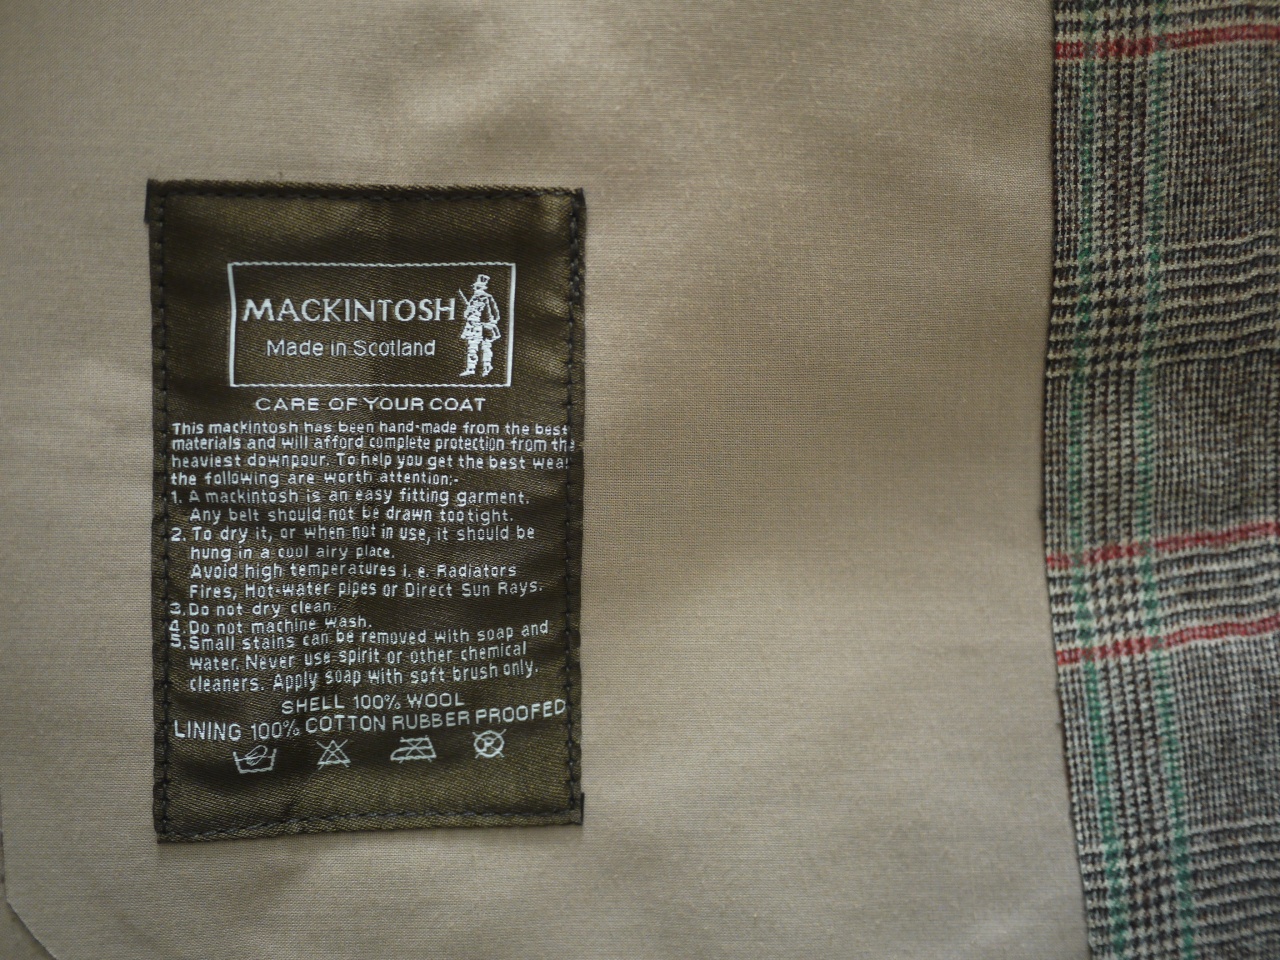 MACKINTOSH
Made in Scotland
CARE OF YOUR COAT
This mackintosh has been hand-made from the best
materials and will afford complete protection from the
heaviest downpour. To help you get the best wear
the following are worth attention;-
1. A mackintosh is an easy fitting garment.
Any belt should not be drawn too tight.
2. To dry it, or when not in use, it should be
hung in a cool airy place.
Avoid high temperatures i. e. Radiators
Fires, Hot-water pipes or Direct Sun Rays.
3. Do not dry clean.
4. Do not machine wash.
5. Small stains can be removed with soap and
water. Never use spirit or other chemical
cleaners. Apply soap with soft brush only.
SHELL 100% WOOL
LINING 100% COTTON RUBBER PROOFED
P